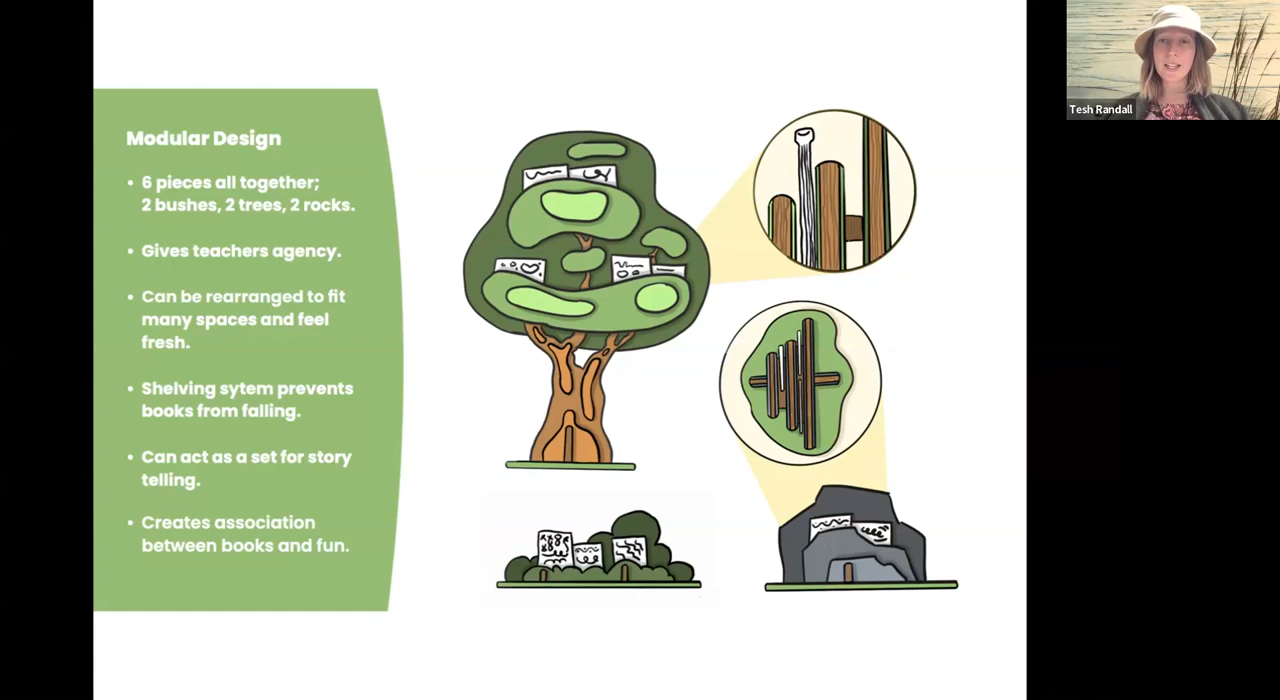 Modular Design
• 6 pieces all together;
2 bushes, 2 trees, 2 rocks.
• Gives teachers agency.
• Can be rearranged to fit
many spaces and feel
fresh.
• Shelving sytem prevents
books from falling.
• Can act as a set for story
telling.
• Creates association
between books and fun.
Tesh Randall